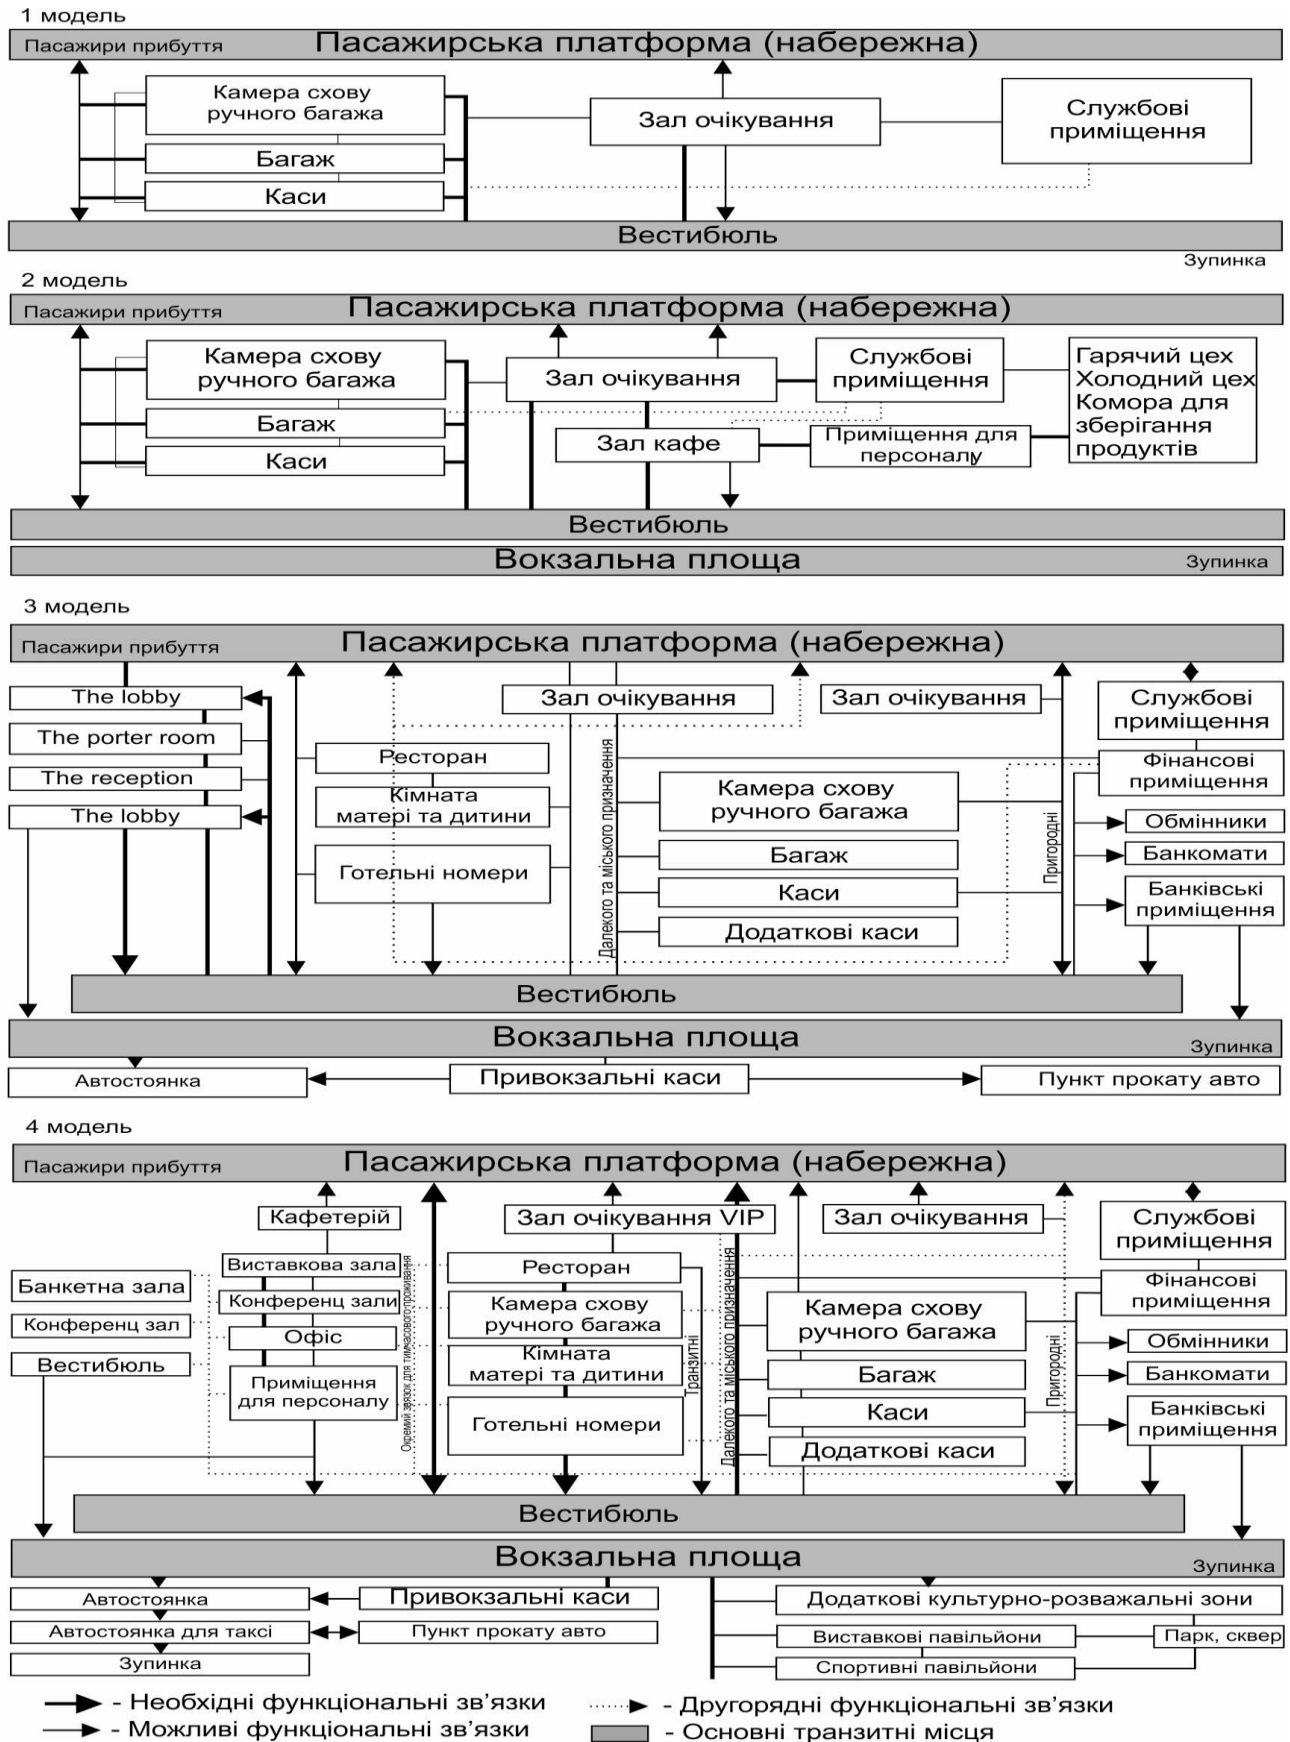 1 модель
Пасажири прибуття
Пасажирська платформа (набережна)
Камера схову
ручного багажа
Багаж
Каси
Зал очікування
Службові
приміщення
Вестибюль
Зупинка
2 модель
Пасажири прибуття
Пасажирська платформа (набережна)
Камера схову
ручного багажа
Багаж
Каси
Зал очікування
Зал кафе
Службові
приміщення
Приміщення для
персоналу
Гарячий цех
Холодний цех
Комора для
зберігання
продуктів
Вестибюль
Вокзальна площа
Зупинка
3 модель
Пасажири прибуття
Пасажирська платформа (набережна)
The lobby
The porter room
The reception
The lobby
Ресторан
Кімната
матері та дитини
Готельні номери
Зал очікування
Далекого та міського призначення
Камера схову
ручного багажа
Багаж
Каси
Додаткові каси
Зал очікування
Пригородні
Службові
приміщення
Фінансові
приміщення
Обмінники
Банкомати
Банківські
приміщення
Вестибюль
Вокзальна площа
Зупинка
Автостоянка
Привокзальні каси
Пункт прокату авто
4 модель
Пасажири прибуття
Пасажирська платформа (набережна)
Банкетна зала
Конференц зал
Вестибюль
Кафетерій
Виставкова зала
Конференц зали
Офіс
Приміщення
для персоналу
Окремий звязок для тимчасового-проживання
Зал очікування VIP
Ресторан
Камера схову
ручного багажа
Кімната
матері та дитини
Готельні номери
Транзитні
Далекого та міського призначення
Зал очікування
Камера схову
ручного багажа
Багаж
Каси
Додаткові каси
Пригородні
Службові
приміщення
Фінансові
приміщення
Обмінники
Банкомати
Банківські
приміщення
Вестибюль
Вокзальна площа
Зупинка
Автостоянка
Привокзальні каси
Автостоянка для таксі
Пункт прокату авто
Зупинка
Додаткові культурно-розважальні зони
Виставкові павільйони
Парк, сквер
Спортивні павільйони
- Необхідні функціональні зв'язки
- Можливі функціональні зв'язки
- Другорядні функціональні зв'язки
- Основні транзитні місця